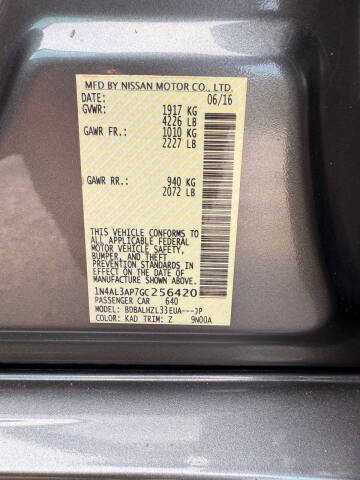 MFD BY NISSAN MOTOR CO., LTD.
DATE: 06/16
GVWR: 1917 KG
4226 LB
GAWR FR.: 1010 KG
2227 LB
GAWR RR.: 940 KG
2072 LB
THIS VEHICLE CONFORMS TO
ALL APPLICABLE FEDERAL
MOTOR VEHICLE SAFETY,
BUMPER, AND THEFT
PREVENTION STANDARDS IN
EFFECT ON THE DATE OF
MANUFACTURE SHOWN ABOVE.
1N4AL3AP7GC256420
PASSENGER CAR 640
MODEL: BDBALHZL33EUA---JP
COLOR: KAD TRIM: Z 9N00A